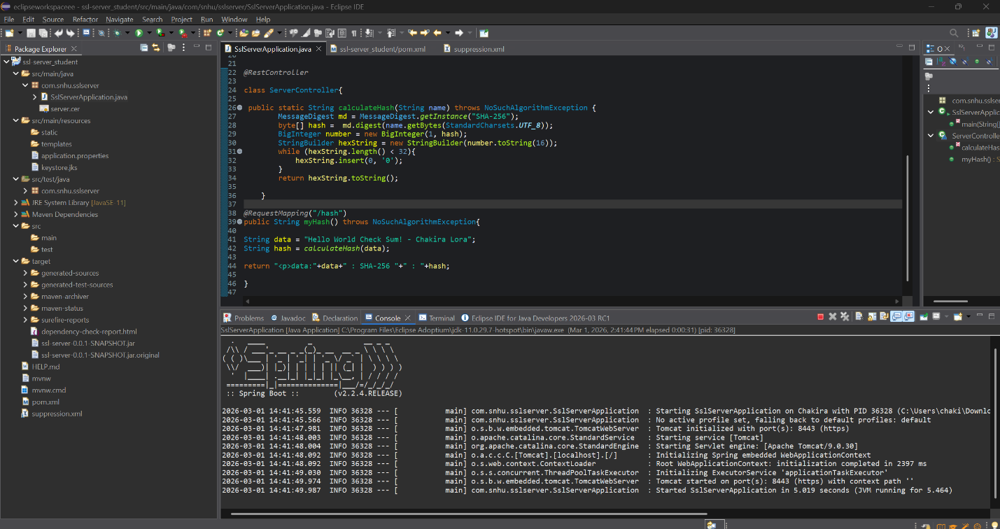 eclipseworkspaceee - ssl-server_student/src/main/java/com/snhu/sslserver/SslServerApplication.java - Eclipse IDE
File Edit Source Refactor Navigate Search Project Run Window Help
Package Explorer
ssl-server_student
src/main/java
com.snhu.sslserver
SslServerApplication.java
server.cer
src/main/resources
static
templates
application.properties
keystore.jks
src/test/java
com.snhu.sslserver
JRE System Library [JavaSE-11]
Maven Dependencies
src
main
test
target
generated-sources
generated-test-sources
maven-archiver
maven-status
surefire-reports
dependency-check-report.html
ssl-server-0.0.1-SNAPSHOT.jar
ssl-server-0.0.1-SNAPSHOT.jar.original
HELP.md
mvnw
mvnw.cmd
pom.xml
suppression.xml
SslServerApplication.java ssl-server_student/pom.xml suppression.xml
20
21
22 @RestController
23
24 class ServerController{
25
26 public static String calculateHash(String name) throws NoSuchAlgorithmException {
27 MessageDigest md = MessageDigest.getInstance("SHA-256");
28 byte[] hash = md.digest(name.getBytes(StandardCharsets.UTF_8));
29 BigInteger number = new BigInteger(1, hash);
30 StringBuilder hexString = new StringBuilder(number.toString(16));
31 while (hexString.length() < 32){
32 hexString.insert(0, '0');
33 }
34 return hexString.toString();
35
36 }
37
38 @RequestMapping("/hash")
39 public String myHash() throws NoSuchAlgorithmException{
40
41 String data = "Hello World Check Sum! - Chakira Lora";
42 String hash = calculateHash(data);
43
44 return "<p>data:"+data+" : SHA-256 "+" : "+hash;
45
46 }
47
O
com.snhu.sslser
SslServerApplic
main(String[]
ServerControlle
calculateHas
myHash() : S
Problems Javadoc Declaration Console Terminal Eclipse IDE for Java Developers 2026-03 RC1
SslServerApplication [Java Application] C:\Program Files\Eclipse Adoptium\jdk-11.0.29.7-hotspot\bin\javaw.exe (Mar 1, 2026, 2:41:44 PM elapsed 0:00:31) [pid: 36328]
Spring
:: Spring Boot :: (v2.2.4.RELEASE)
2026-03-01 14:41:45.559 INFO 36328 --- [ main] com.snhu.sslserver.SslServerApplication : Starting SslServerApplication on Chakira with PID 36328 (C:\Users\chaki\Downlo
2026-03-01 14:41:45.566 INFO 36328 --- [ main] com.snhu.sslserver.SslServerApplication : No active profile set, falling back to default profiles: default
2026-03-01 14:41:47.981 INFO 36328 --- [ main] o.s.b.w.embedded.tomcat.TomcatWebServer : Tomcat initialized with port(s): 8443 (https)
2026-03-01 14:41:48.003 INFO 36328 --- [ main] o.apache.catalina.core.StandardService : Starting service [Tomcat]
2026-03-01 14:41:48.004 INFO 36328 --- [ main] org.apache.catalina.core.StandardEngine : Starting Servlet engine: [Apache Tomcat/9.0.30]
2026-03-01 14:41:48.092 INFO 36328 --- [ main] o.a.c.c.C.[Tomcat].[localhost].[/] : Initializing Spring embedded WebApplicationContext
2026-03-01 14:41:48.092 INFO 36328 --- [ main] o.s.web.context.ContextLoader : Root WebApplicationContext: initialization completed in 2397 ms
2026-03-01 14:41:49.030 INFO 36328 --- [ main] o.s.s.concurrent.ThreadPoolTaskExecutor : Initializing ExecutorService 'applicationTaskExecutor'
2026-03-01 14:41:49.974 INFO 36328 --- [ main] o.s.b.w.embedded.tomcat.TomcatWebServer : Tomcat started on port(s): 8443 (https) with context path ''
2026-03-01 14:41:49.987 INFO 36328 --- [ main] com.snhu.sslserver.SslServerApplication : Started SslServerApplication in 5.019 seconds (JVM running for 5.464)